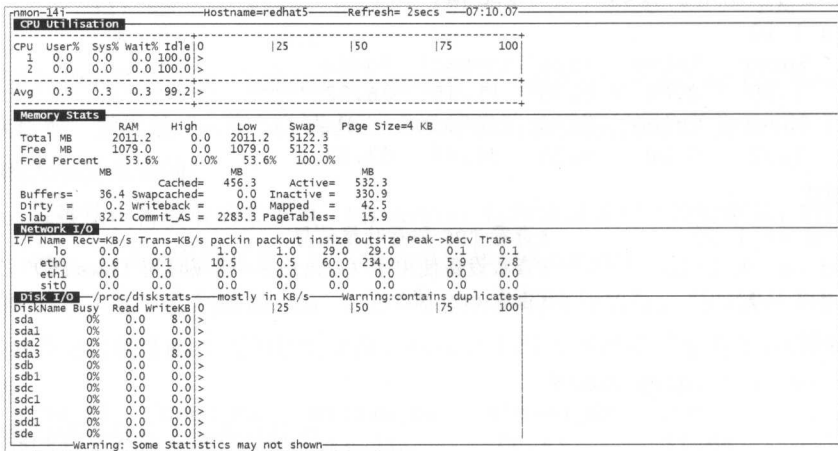 nmon-14i Hostname=redhat5 Refresh= 2secs 07:10.07
CPU Utilisation
CPU User% Sys% Wait% Idle|0 |25 |50 |75 100|
1 0.0 0.0 0.0 100.0|>
2 0.0 0.0 0.0 100.0|>
Avg 0.3 0.3 0.3 99.2|>
Memory Stats
RAM High Low Swap Page Size=4 KB
Total MB 2011.2 0.0 2011.2 5122.3
Free MB 1079.0 0.0 1079.0 5122.3
Free Percent 53.6% 0.0% 53.6% 100.0%
MB MB MB
Cached= 456.3 Active= 532.3
Buffers= 36.4 Swapcached= 0.0 Inactive = 330.9
Dirty = 0.2 Writeback = 0.0 Mapped = 42.5
Slab = 32.2 Commit_AS = 2283.3 PageTables= 15.9
Network I/O
I/F Name Recv=KB/s Trans=KB/s packin packout insize outsize Peak->Recv Trans
lo 0.0 0.0 1.0 1.0 29.0 29.0 0.1 0.1
eth0 0.6 0.1 10.5 0.5 60.0 234.0 5.9 7.8
eth1 0.0 0.0 0.0 0.0 0.0 0.0 0.0 0.0
sit0 0.0 0.0 0.0 0.0 0.0 0.0 0.0 0.0
Disk I/O /proc/diskstats mostly in KB/s Warning:contains duplicates
DiskName Busy Read WriteKB|0 |25 |50 |75 100|
sda 0% 0.0 8.0|>
sda1 0% 0.0 0.0|>
sda2 0% 0.0 0.0|>
sda3 0% 0.0 8.0|>
sdb 0% 0.0 0.0|>
sdb1 0% 0.0 0.0|>
sdc 0% 0.0 0.0|>
sdc1 0% 0.0 0.0|>
sdd 0% 0.0 0.0|>
sdd1 0% 0.0 0.0|>
sde 0% 0.0 0.0|>
Warning: Some Statistics may not shown